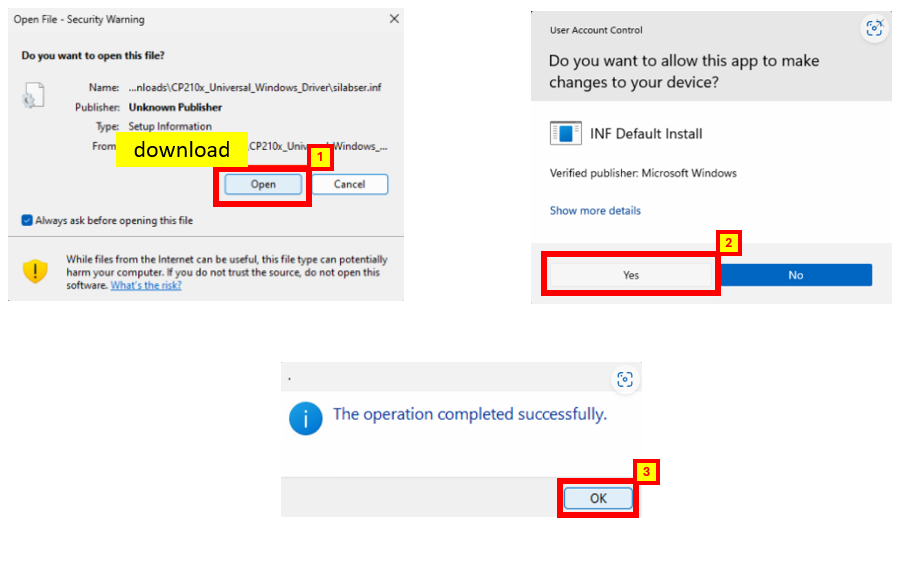 Open File - Security Warning
Do you want to open this file?
Name: ...nloads\CP210x_Universal_Windows_Driver\silabser.inf
Publisher: Unknown Publisher
Type: Setup Information
From
download
CP210x_Univ
Windows_...
1
Open
Cancel
Always ask before opening this file
While files from the Internet can be useful, this file type can potentially
harm your computer. If you do not trust the source, do not open this
software. What's the risk?
User Account Control
Do you want to allow this app to make
changes to your device?
INF Default Install
Verified publisher: Microsoft Windows
Show more details
2
Yes
No
The operation completed successfully.
3
OK